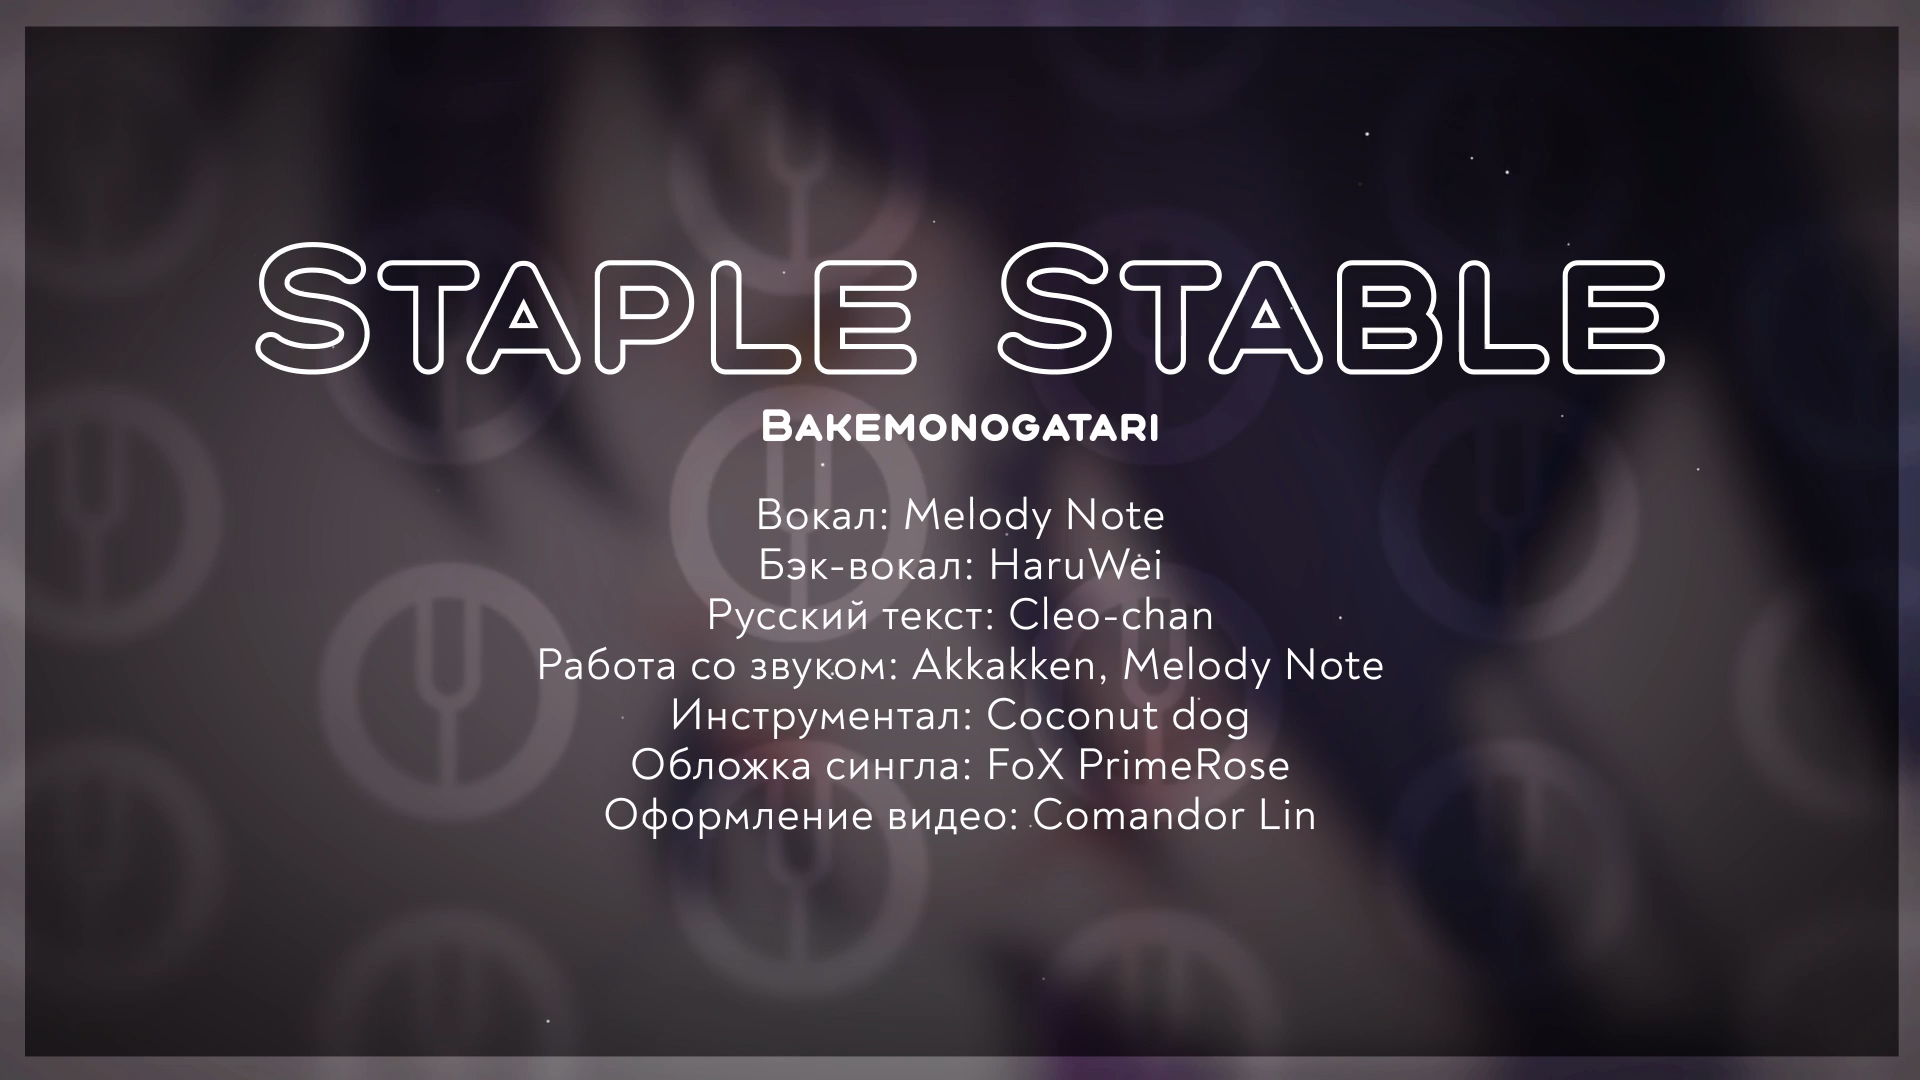 Staple Stable
Bakemonogatari
Вокал: Melody Note
Бэк-вокал: HaruWei
Русский текст: Cleo-chan
Работа со звуком: Akkakken, Melody Note
Инструментал: Coconut dog
Обложка сингла: FoX PrimeRose
Оформление видео: Comandor Lin